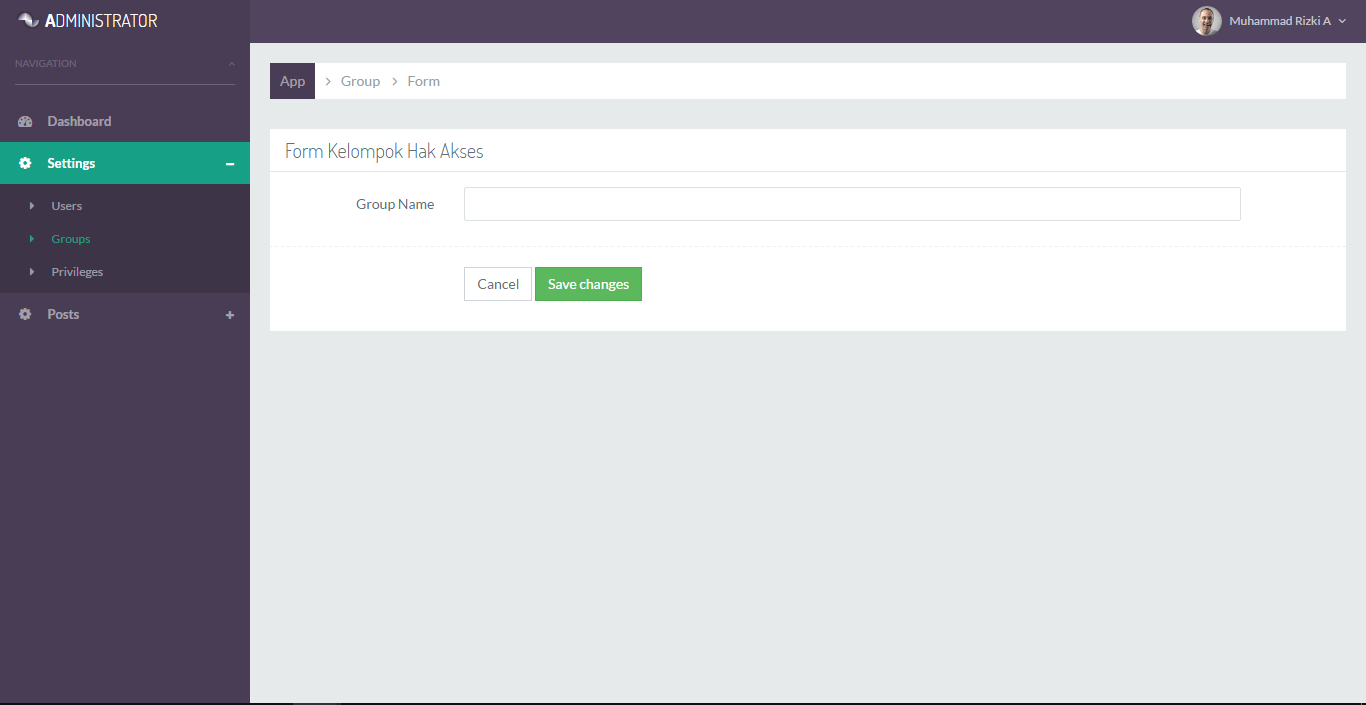 ADMINISTRATOR
Muhammad Rizki A
NAVIGATION
App > Group > Form
Dashboard
Form Kelompok Hak Akses
Settings
Group Name
Users
Groups
Privileges
Cancel Save changes
Posts